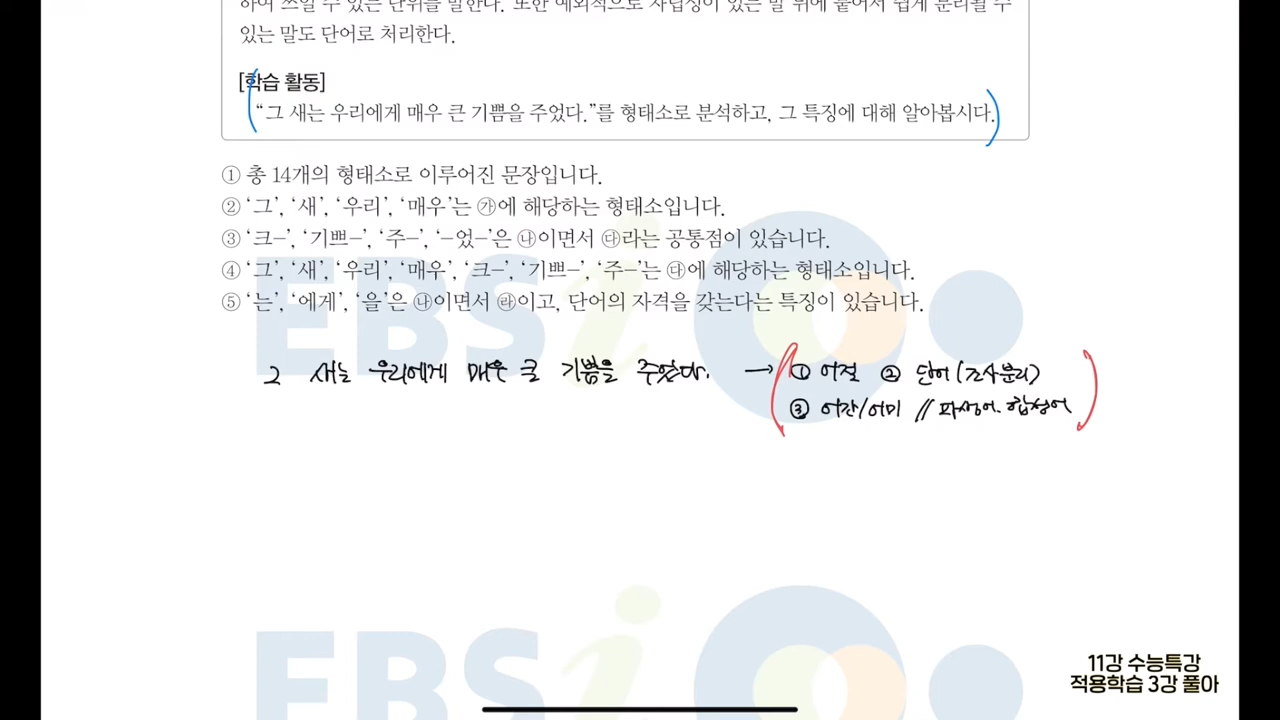 하여 쓰일 수 있는 단위를 말한다. 또한 예외적으로 자립성이 있는 말 뒤에 붙어서 쉽게 분리될 수
있는 말도 단어로 처리한다.
[학습 활동]
“그 새는 우리에게 매우 큰 기쁨을 주었다.”를 형태소로 분석하고, 그 특징에 대해 알아봅시다.
① 총 14개의 형태소로 이루어진 문장입니다.
② ‘그’, ‘새’, ‘우리’, ‘매우’는 ㉮에 해당하는 형태소입니다.
③ ‘크–’, ‘기쁘–’, ‘주–’, ‘–었–’은 ㉯이면서 ㉰라는 공통점이 있습니다.
④ ‘그’, ‘새’, ‘우리’, ‘매우’, ‘크–’, ‘기쁘–’, ‘주–’는 ㉰에 해당하는 형태소입니다.
⑤ ‘는’, ‘에게’, ‘을’은 ㉯이면서 ㉱이고, 단어의 자격을 갖는다는 특징이 있습니다.
그 새는 우리에게 매우 큰 기쁨을 주었다. → ① 어절 ② 단어(조사분리)
③ 어간/어미 // 파생어. 합성어
EBSi
EBSi
11강 수능특강
적용학습 3강 풀아